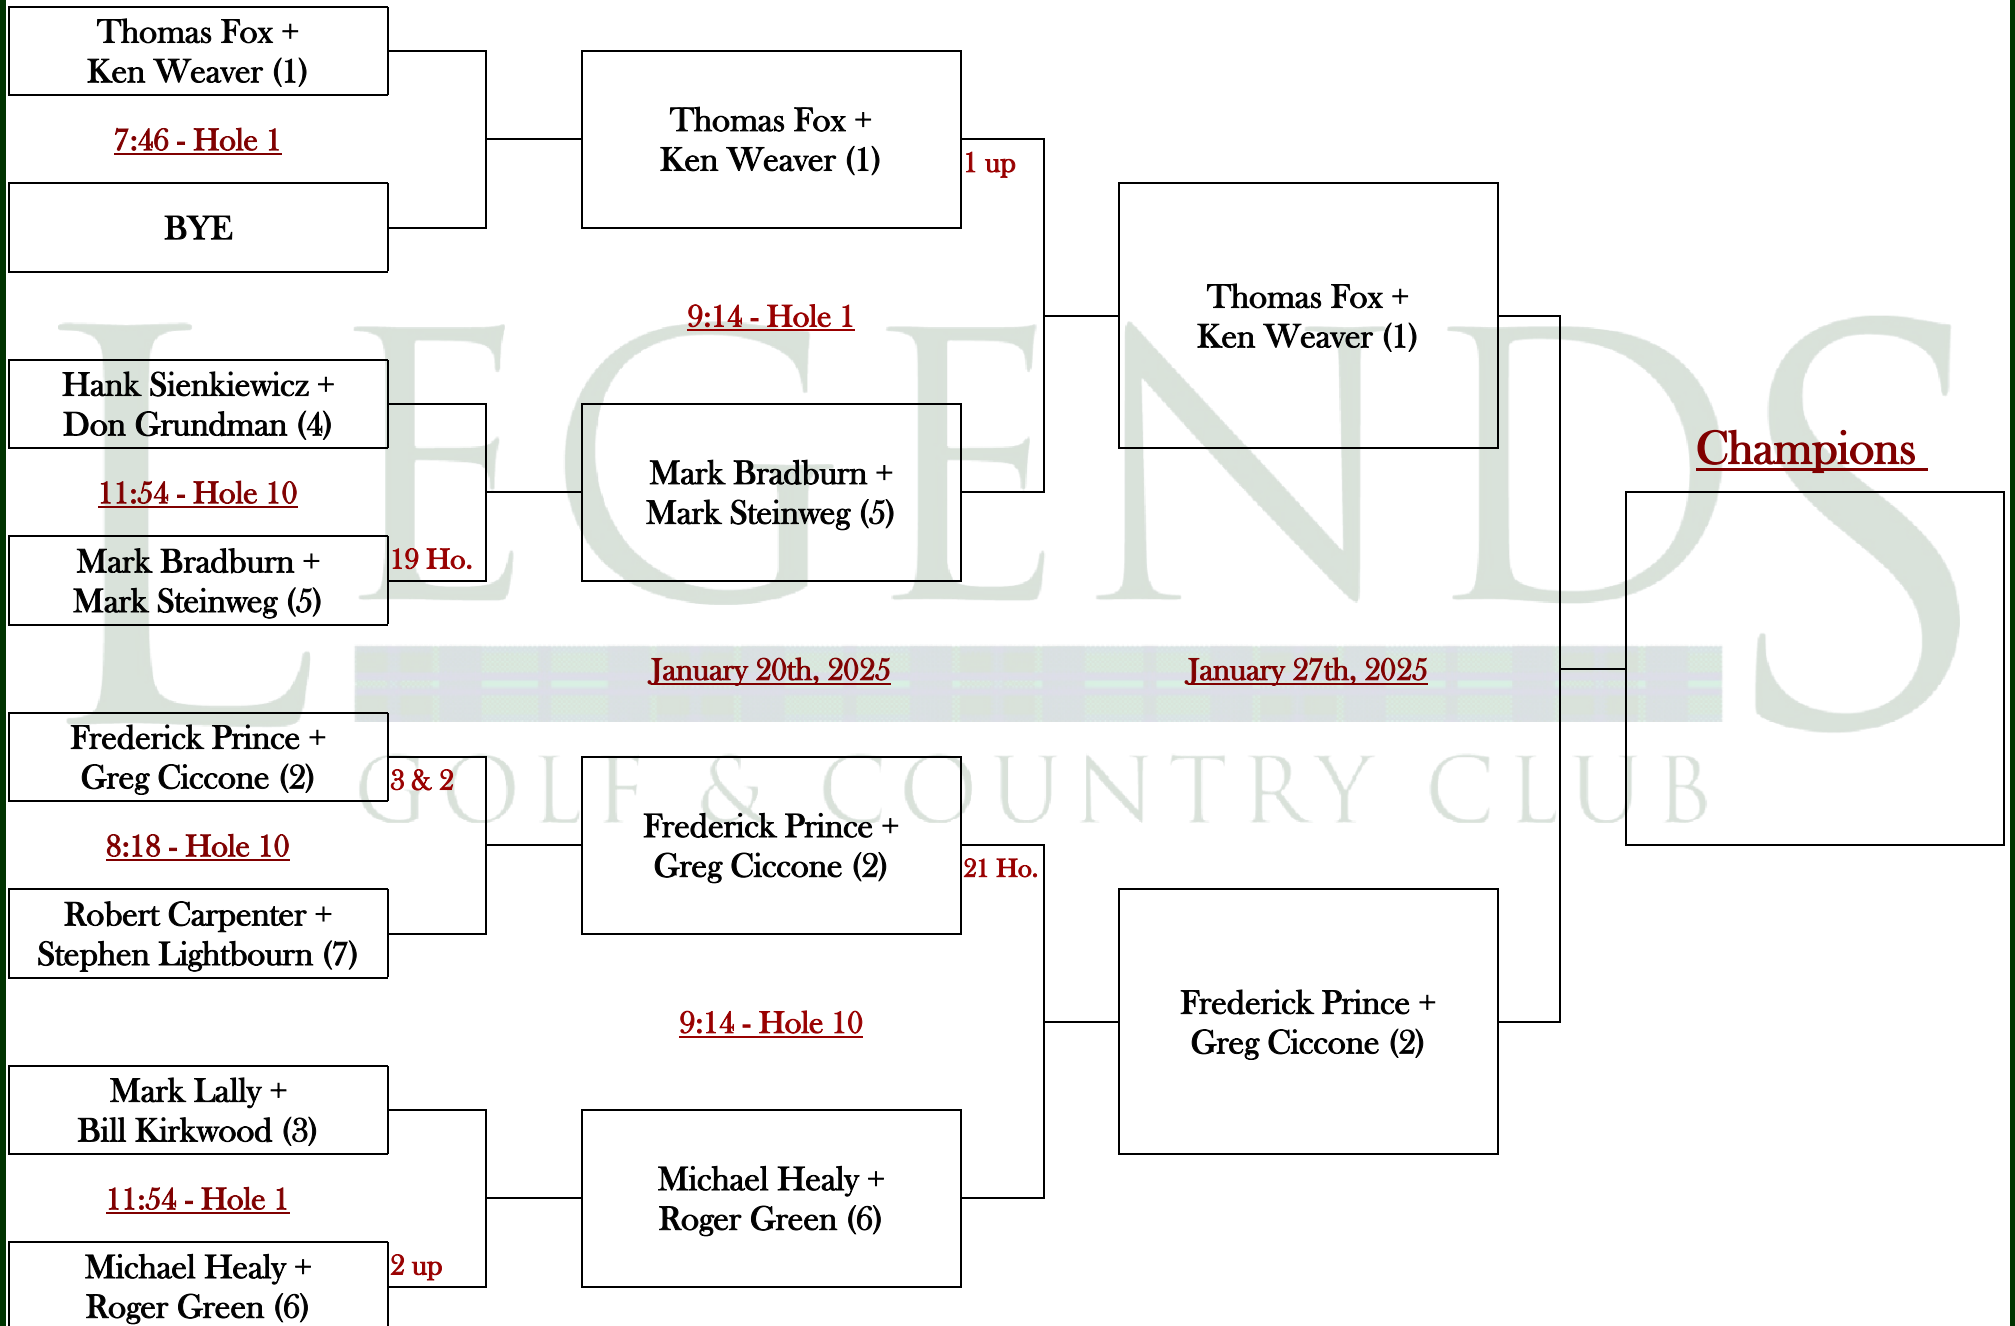 Thomas Fox +
Ken Weaver (1)
7:46 - Hole 1
BYE
Hank Sienkiewicz +
Don Grundman (4)
11:54 - Hole 10
Mark Bradburn +
Mark Steinweg (5)
19 Ho.
Frederick Prince +
Greg Ciccone (2)
3 & 2
8:18 - Hole 10
Robert Carpenter +
Stephen Lightbourn (7)
Mark Lally +
Bill Kirkwood (3)
11:54 - Hole 1
Michael Healy +
Roger Green (6)
2 up
Thomas Fox +
Ken Weaver (1)
1 up
9:14 - Hole 1
Mark Bradburn +
Mark Steinweg (5)
January 20th, 2025
Frederick Prince +
Greg Ciccone (2)
21 Ho.
9:14 - Hole 10
Michael Healy +
Roger Green (6)
Thomas Fox +
Ken Weaver (1)
January 27th, 2025
Frederick Prince +
Greg Ciccone (2)
Champions
LEGENDS
GOLF & COUNTRY CLUB